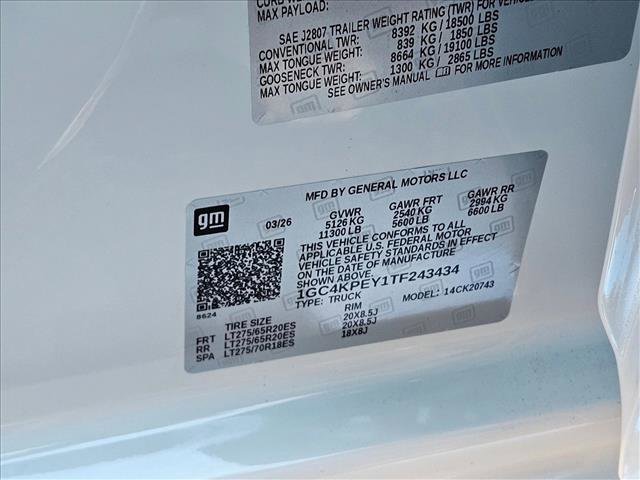 MAX PAYLOAD:
SAE J2807 TRAILER WEIGHT RATING (TWR) FOR
CONVENTIONAL TWR: 8392 KG / 18500 LBS
MAX TONGUE WEIGHT: 839 KG / 1850 LBS
GOOSENECK TWR: 8664 KG / 19100 LBS
MAX TONGUE WEIGHT: 1300 KG / 2865 LBS
SEE OWNER'S MANUAL FOR MORE INFORMATION.
MFD BY GENERAL MOTORS LLC
gm
03/26 GVWR GAWR FRT GAWR RR
5126 KG 2540 KG 2994 KG
11300 LB 5600 LB 6600 LB
THIS VEHICLE CONFORMS TO ALL
APPLICABLE U.S. FEDERAL MOTOR
VEHICLE SAFETY STANDARDS IN EFFECT
ON THE DATE OF MANUFACTURE
SHOWN ABOVE.
1GC4KPEY1TF243434
TYPE: TRUCK MODEL: 14CK20743
8624
TIRE SIZE RIM
FRT LT275/65R20ES 20X8.5J
RR LT275/65R20ES 20X8.5J
SPA LT275/70R18ES 18X8J